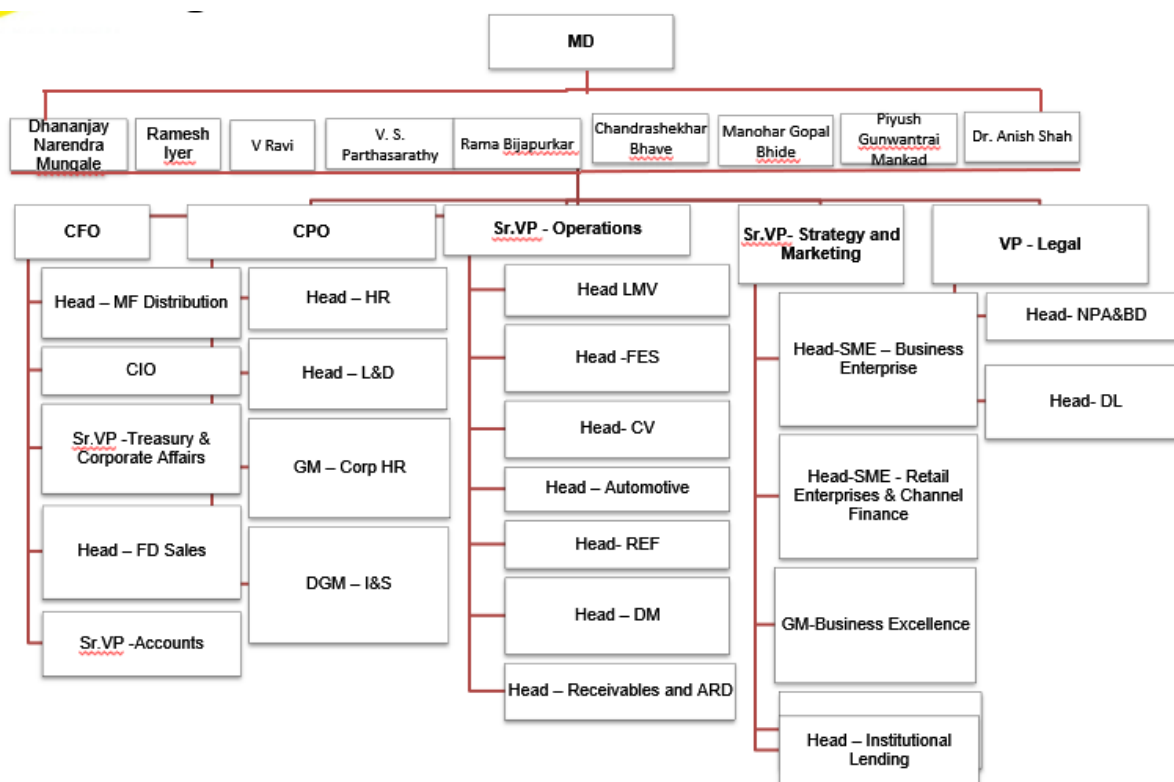 MD
Dhananjay
Narendra
Mungale
Ramesh
Iyer
V Ravi
V. S.
Parthasarathy
Rama Bijapurkar
Chandrashekhar
Bhave
Manohar Gopal
Bhide
Piyush
Gunwantrai
Mankad
Dr. Anish Shah
CFO
Head – MF Distribution
CIO
Sr.VP -Treasury &
Corporate Affairs
Head – FD Sales
Sr.VP -Accounts
CPO
Head – HR
Head – L&D
GM – Corp HR
DGM – I&S
Sr.VP - Operations
Head LMV
Head -FES
Head- CV
Head – Automotive
Head- REF
Head – DM
Head – Receivables and ARD
Sr.VP- Strategy and
Marketing
Head-SME – Business
Enterprise
Head-SME - Retail
Enterprises & Channel
Finance
GM-Business Excellence
Head – Institutional
Lending
VP - Legal
Head- NPA&BD
Head- DL